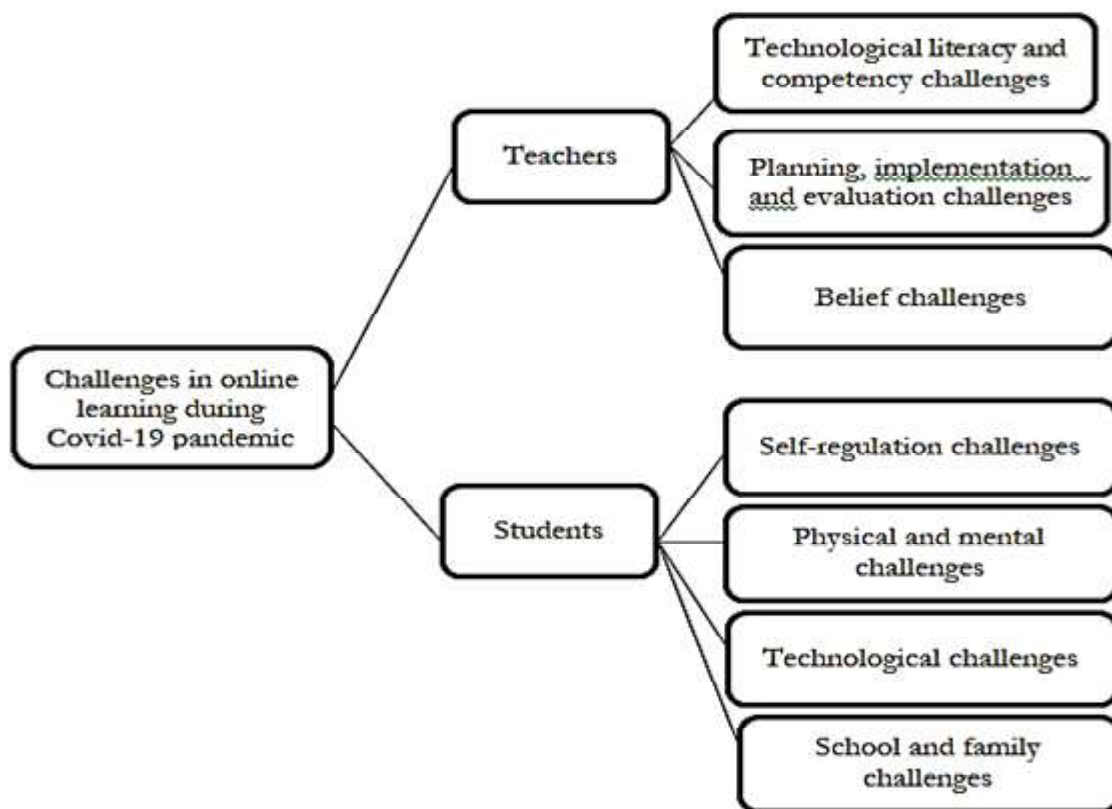 Technological literacy and
competency challenges
Teachers
Planning, implementation
and evaluation challenges
Belief challenges
Challenges in online
learning during
Covid-19 pandemic
Self-regulation challenges
Students
Physical and mental
challenges
Technological challenges
School and family
challenges